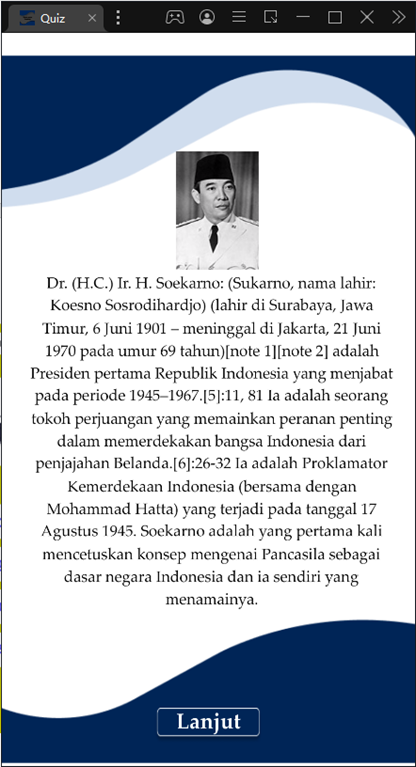 Quiz
Dr. (H.C.) Ir. H. Soekarno: (Sukarno, nama lahir:
Koesno Sosrodihardjo) (lahir di Surabaya, Jawa
Timur, 6 Juni 1901 – meninggal di Jakarta, 21 Juni
1970 pada umur 69 tahun)[note 1][note 2] adalah
Presiden pertama Republik Indonesia yang menjabat
pada periode 1945–1967.[5]:11, 81 Ia adalah seorang
tokoh perjuangan yang memainkan peranan penting
dalam memerdekakan bangsa Indonesia dari
penjajahan Belanda.[6]:26-32 Ia adalah Proklamator
Kemerdekaan Indonesia (bersama dengan
Mohammad Hatta) yang terjadi pada tanggal 17
Agustus 1945. Soekarno adalah yang pertama kali
mencetuskan konsep mengenai Pancasila sebagai
dasar negara Indonesia dan ia sendiri yang
menamainya.
Lanjut